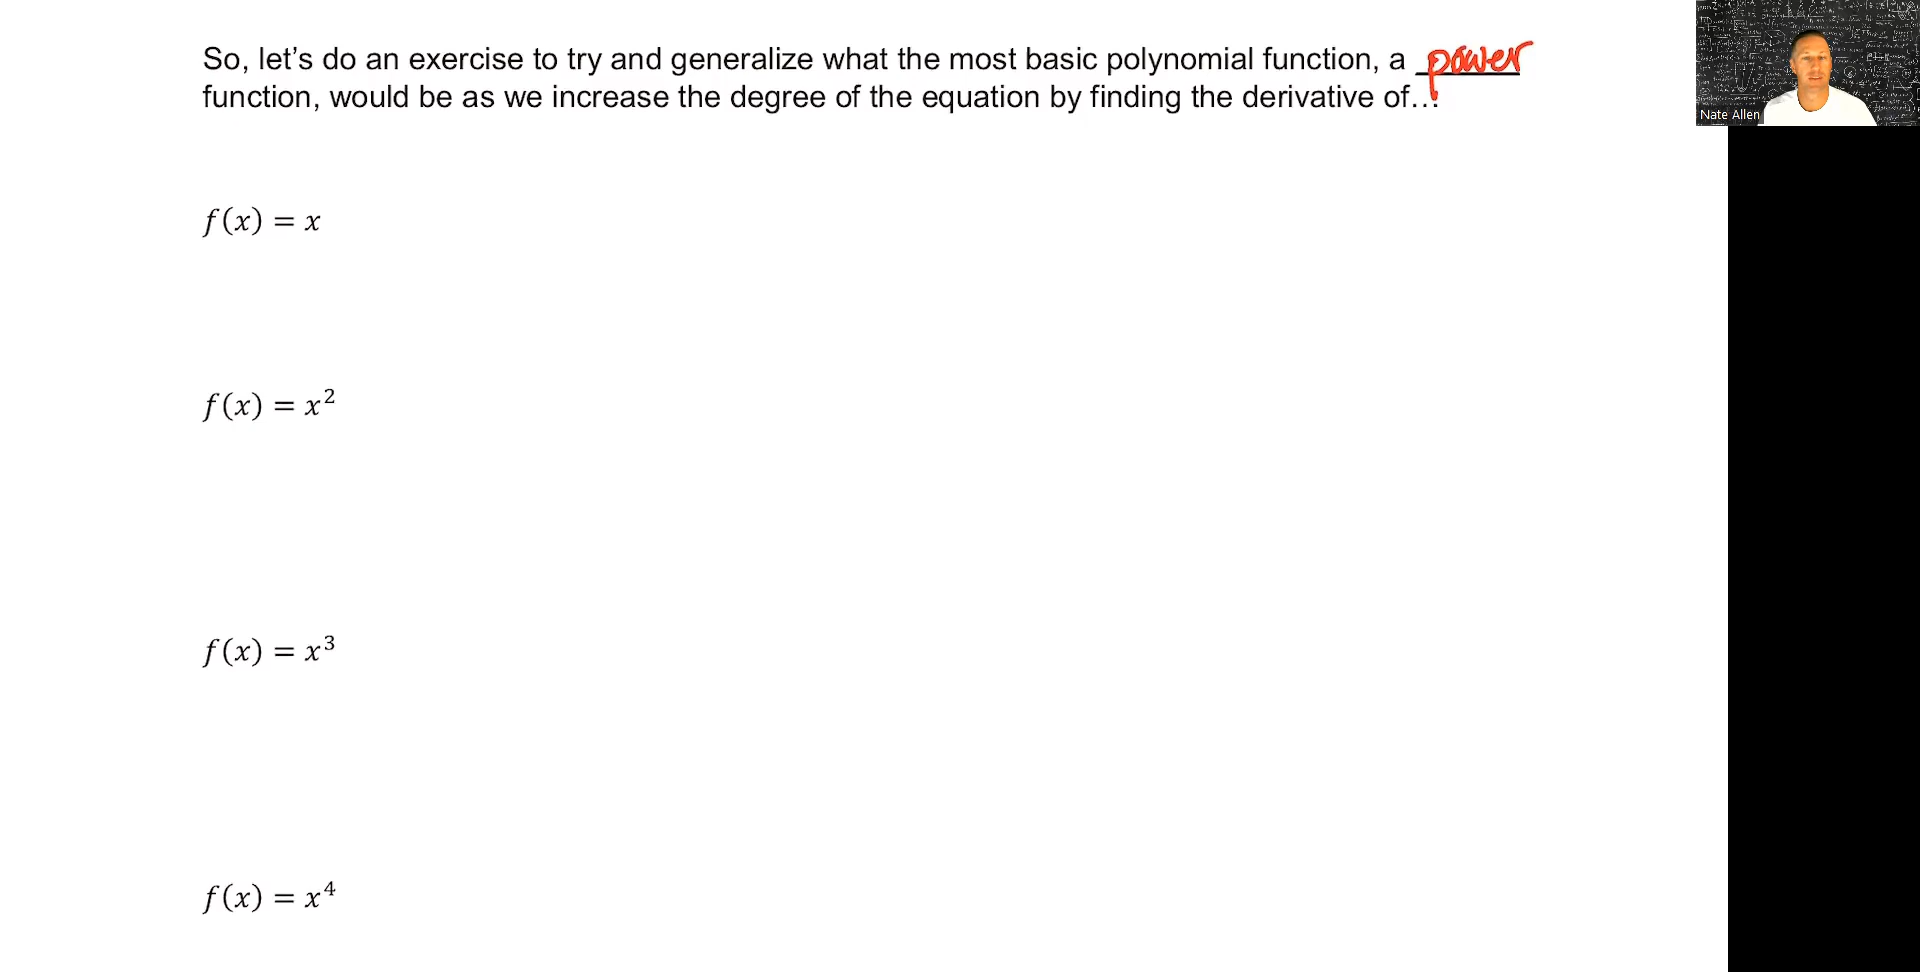 So, let’s do an exercise to try and generalize what the most basic polynomial function, a power
function, would be as we increase the degree of the equation by finding the derivative of...
f(x) = x
f(x) = x²
f(x) = x³
f(x) = x⁴
Nate Allen